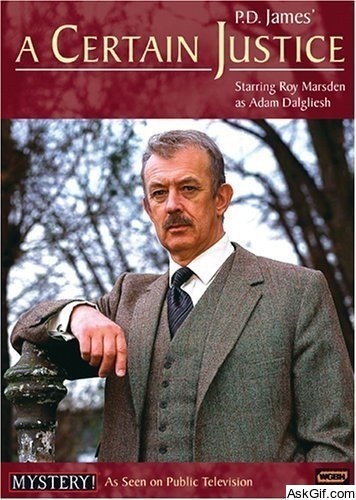 P.D. James'
A Certain Justice
Starring Roy Marsden
as Adam Dalgliesh
MYSTERY! As Seen on Public Television
WGBH
AskGif.com